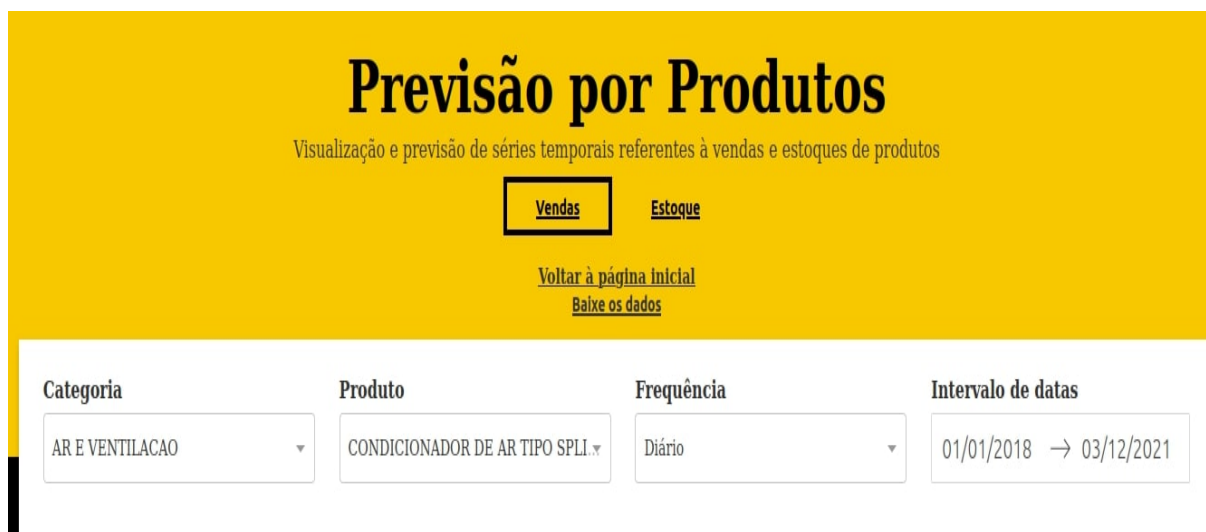 Previsão por Produtos
Visualização e previsão de séries temporais referentes à vendas e estoques de produtos
Vendas Estoque
Voltar à página inicial
Baixe os dados
Categoria Produto Frequência Intervalo de datas
AR E VENTILACAO CONDICIONADOR DE AR TIPO SPLI... Diário 01/01/2018 → 03/12/2021